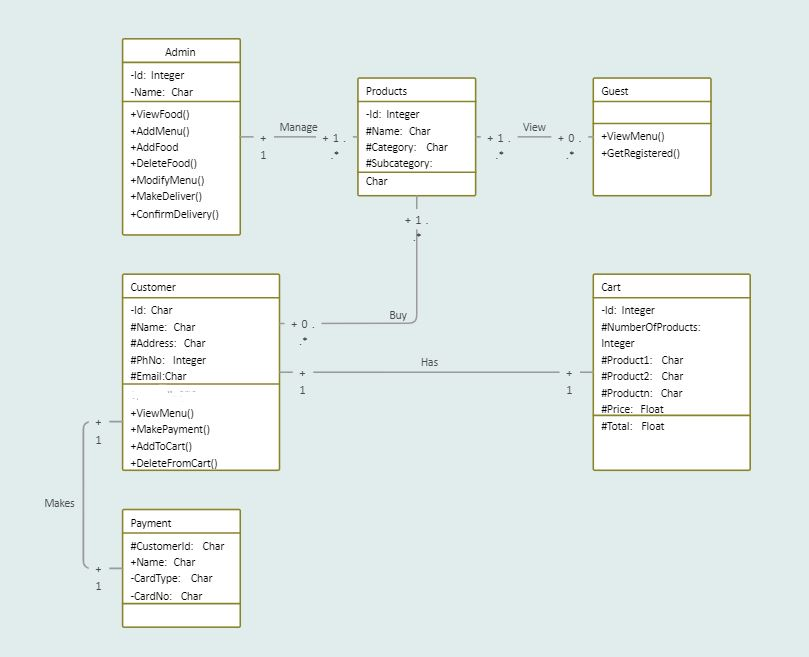 Admin
-Id: Integer
-Name: Char
+ViewFood()
+AddMenu()
+AddFood
+DeleteFood()
+ModifyMenu()
+MakeDeliver()
+ConfirmDelivery()
+
1
Manage
+ 1 .
.*
Products
-Id: Integer
#Name: Char
#Category: Char
#Subcategory:
Char
+ 1 .
.*
View
+ 0 .
.*
Guest
+ViewMenu()
+GetRegistered()
+ 1 .
.*
Buy
+ 0 .
.*
Customer
-Id: Char
#Name: Char
#Address: Char
#PhNo: Integer
#Email:Char
+ViewMenu()
+MakePayment()
+AddToCart()
+DeleteFromCart()
+
1
Has
+
1
Cart
-Id: Integer
#NumberOfProducts:
Integer
#Product1: Char
#Product2: Char
#Productn: Char
#Price: Float
#Total: Float
+
1
Makes
+
1
Payment
#CustomerId: Char
+Name: Char
-CardType: Char
-CardNo: Char